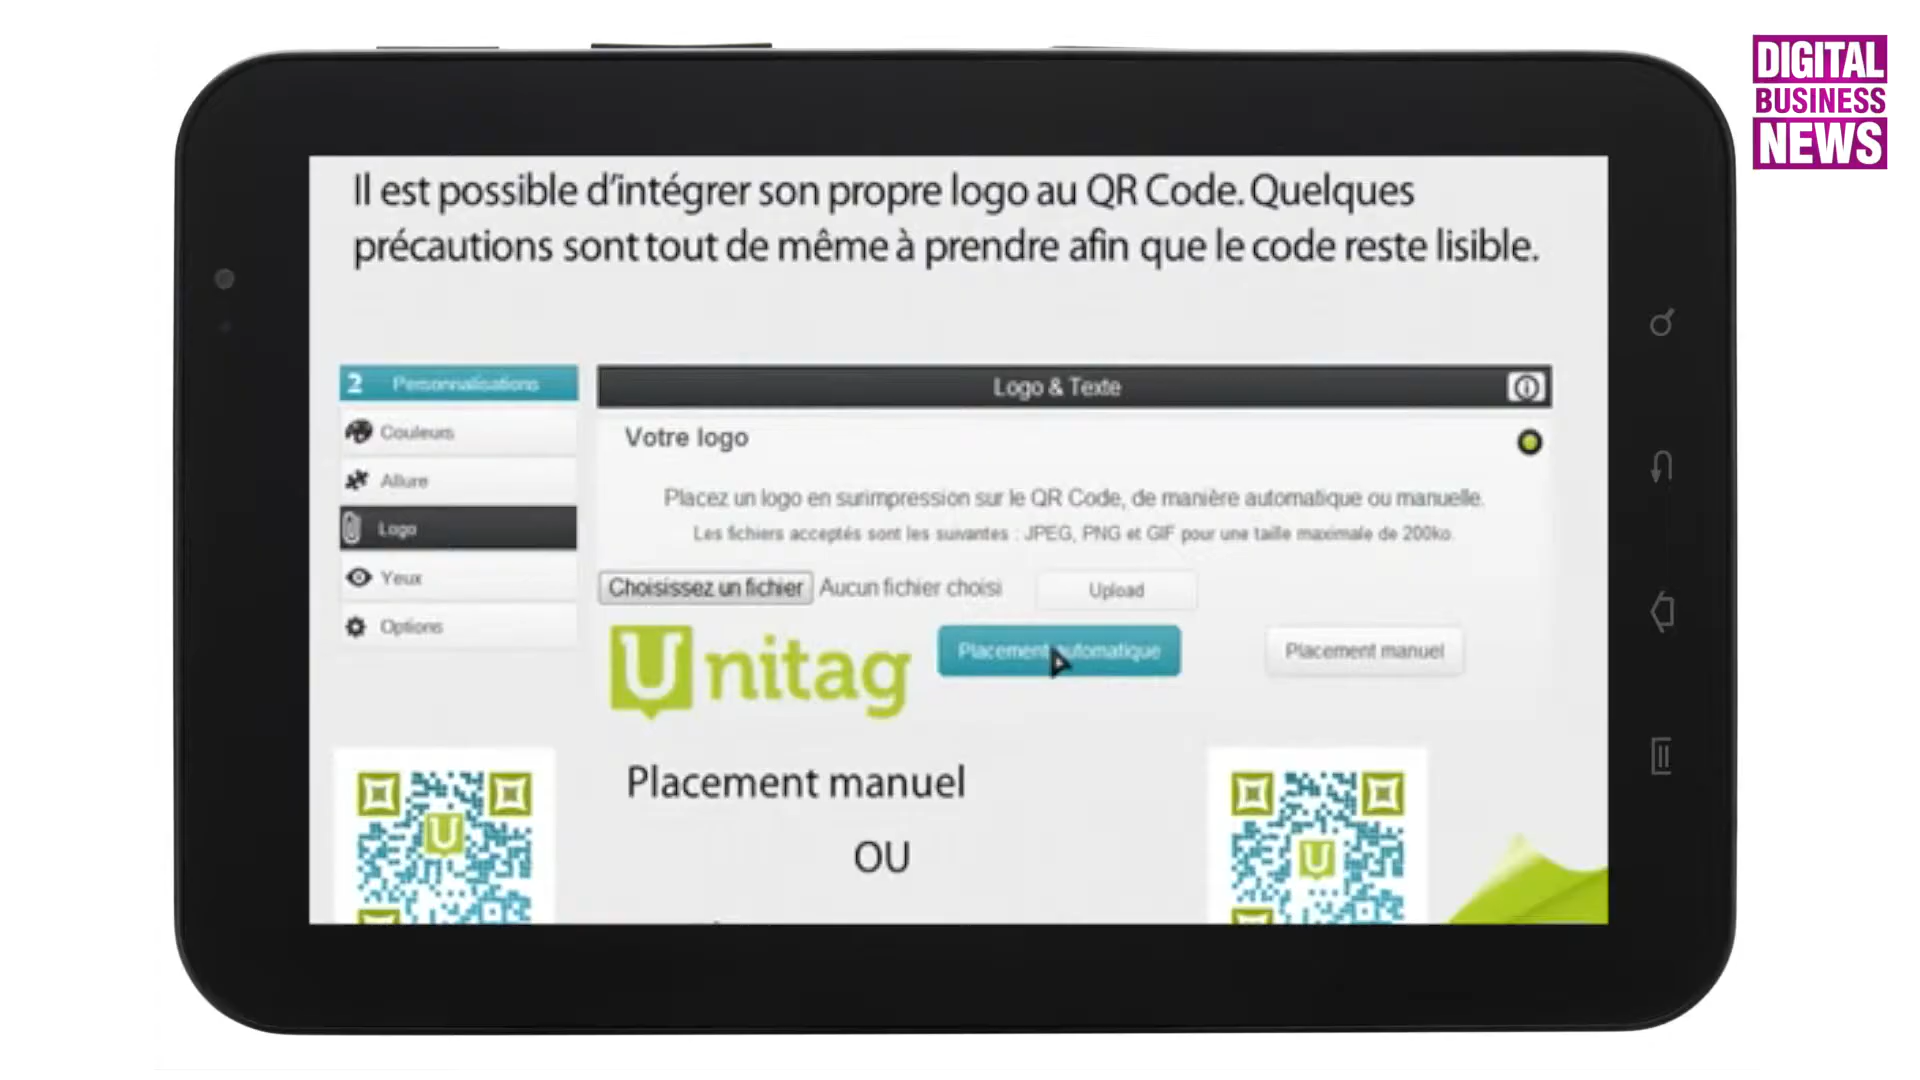 DIGITAL
BUSINESS
NEWS
Il est possible d'intégrer son propre logo au QR Code. Quelques
précautions sont tout de même à prendre afin que le code reste lisible.
2 Personnalisations
Couleurs
Allure
Logo
Yeux
Options
Logo & Texte
Votre logo
Placez un logo en surimpression sur le QR Code, de manière automatique ou manuelle.
Les fichiers acceptés sont les suivantes : JPEG, PNG et GIF pour une taille maximale de 200ko.
Choisissez un fichier Aucun fichier choisi Upload
Unitag Placement automatique Placement manuel
Placement manuel
OU
U
U